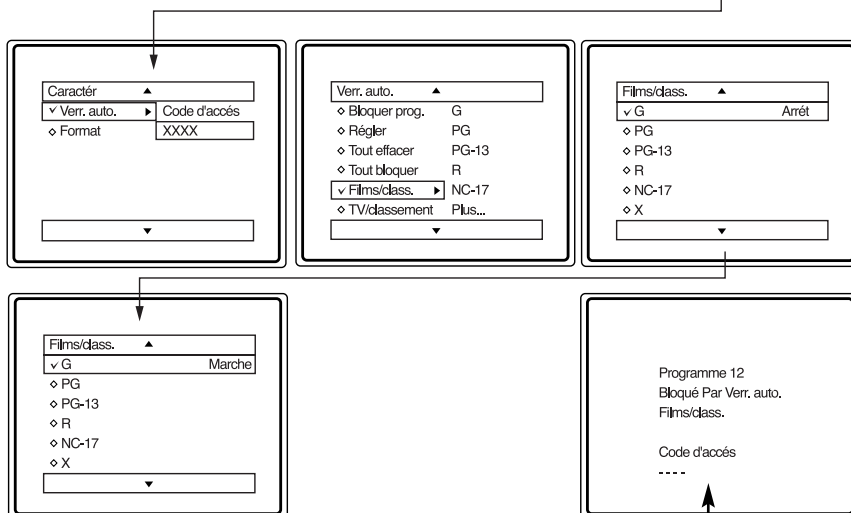 Caractér
Verr. auto. Code d'accés
Format XXXX
Verr. auto.
Bloquer prog. G
Régler PG
Tout effacer PG-13
Tout bloquer R
Films/class. NC-17
TV/classement Plus...
Films/class.
G Arrét
PG
PG-13
R
NC-17
X
Films/class.
G Marche
PG
PG-13
R
NC-17
X
Programme 12
Bloqué Par Verr. auto.
Films/class.
Code d'accés
- - - -